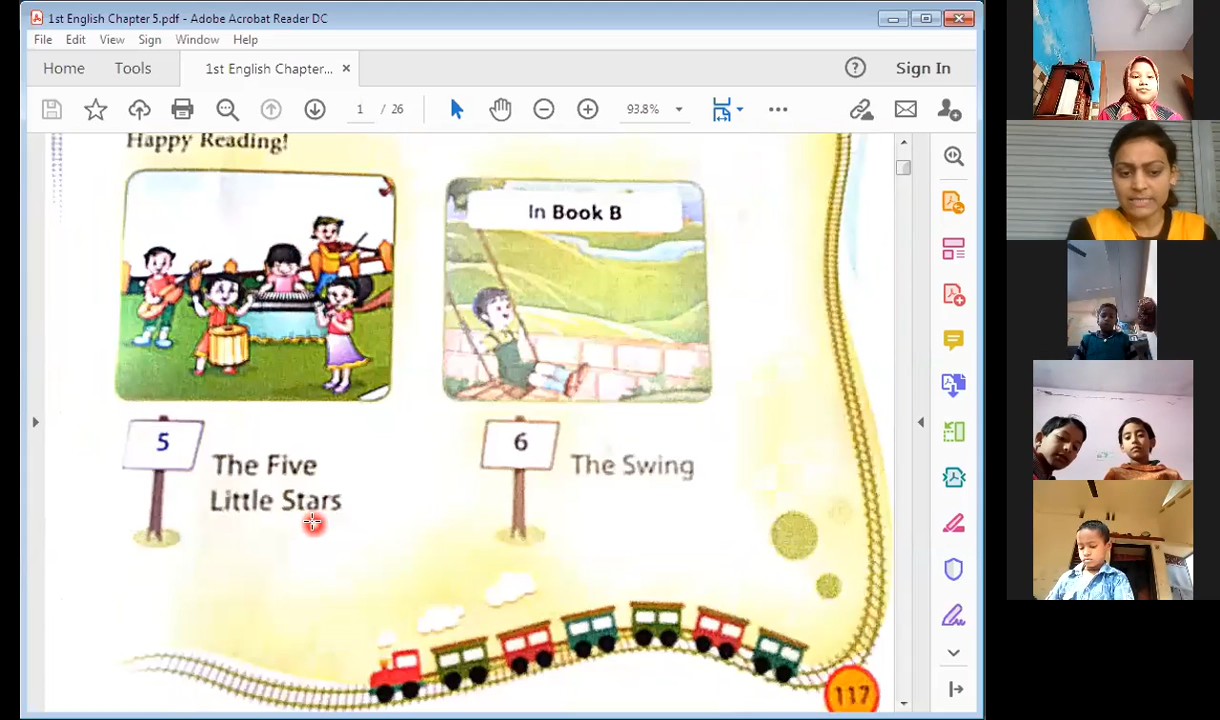 1st English Chapter 5.pdf - Adobe Acrobat Reader DC
File Edit View Sign Window Help
Home Tools 1st English Chapter... × ? Sign In
1 / 26 93.8%
Happy Reading!
In Book B
5
The Five
Little Stars
6
The Swing
117